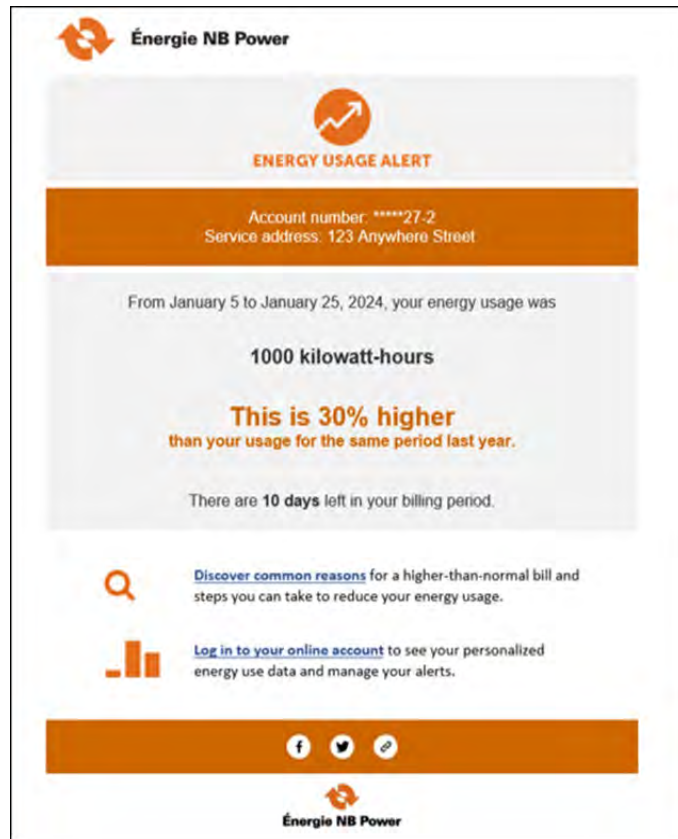 Énergie NB Power
ENERGY USAGE ALERT
Account number: *****27-2
Service address: 123 Anywhere Street
From January 5 to January 25, 2024, your energy usage was
1000 kilowatt-hours
This is 30% higher
than your usage for the same period last year.
There are 10 days left in your billing period.
Discover common reasons for a higher-than-normal bill and
steps you can take to reduce your energy usage.
Log in to your online account to see your personalized
energy use data and manage your alerts.
Énergie NB Power